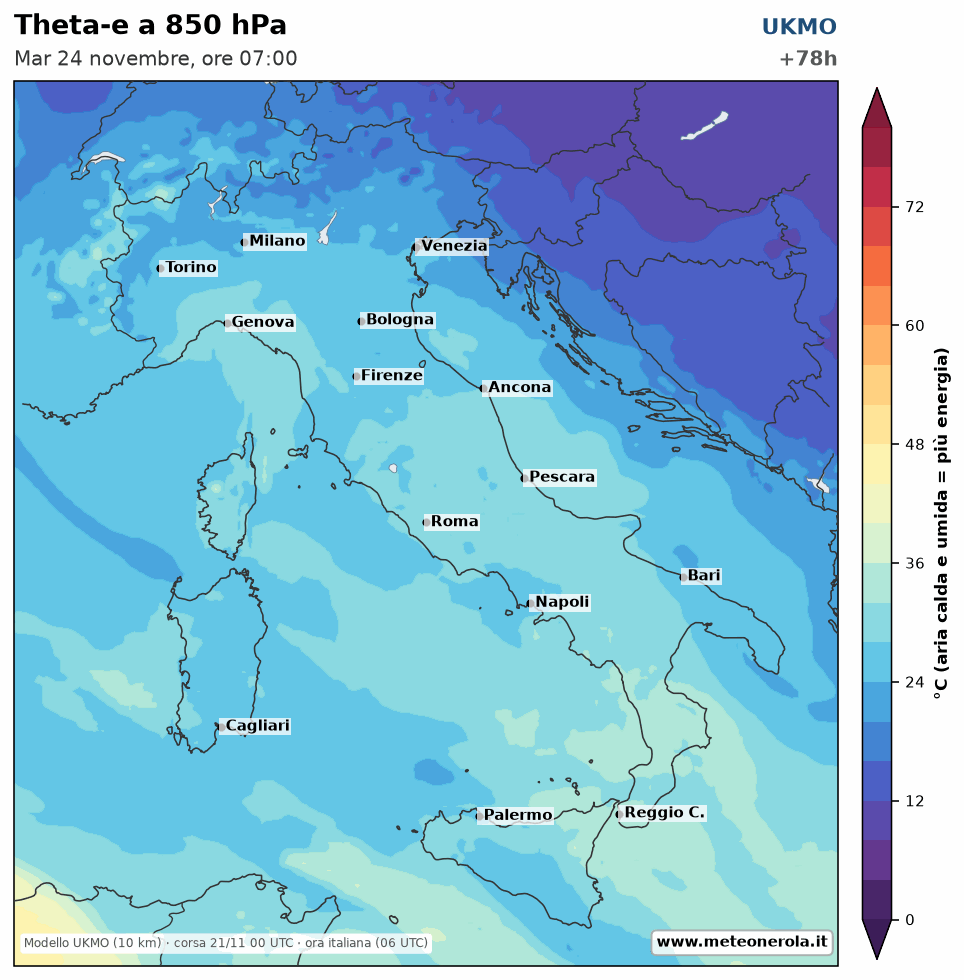 Theta-e a 850 hPa
UKMO
Mar 24 novembre, ore 07:00
+78h
Milano
Venezia
Torino
Genova
Bologna
Firenze
Ancona
Pescara
Roma
Bari
Napoli
Cagliari
Palermo
Reggio C.
72
60
48
36
24
12
0
°C (aria calda e umida = più energia)
Modello UKMO (10 km) · corsa 21/11 00 UTC · ora italiana (06 UTC)
www.meteonerola.it